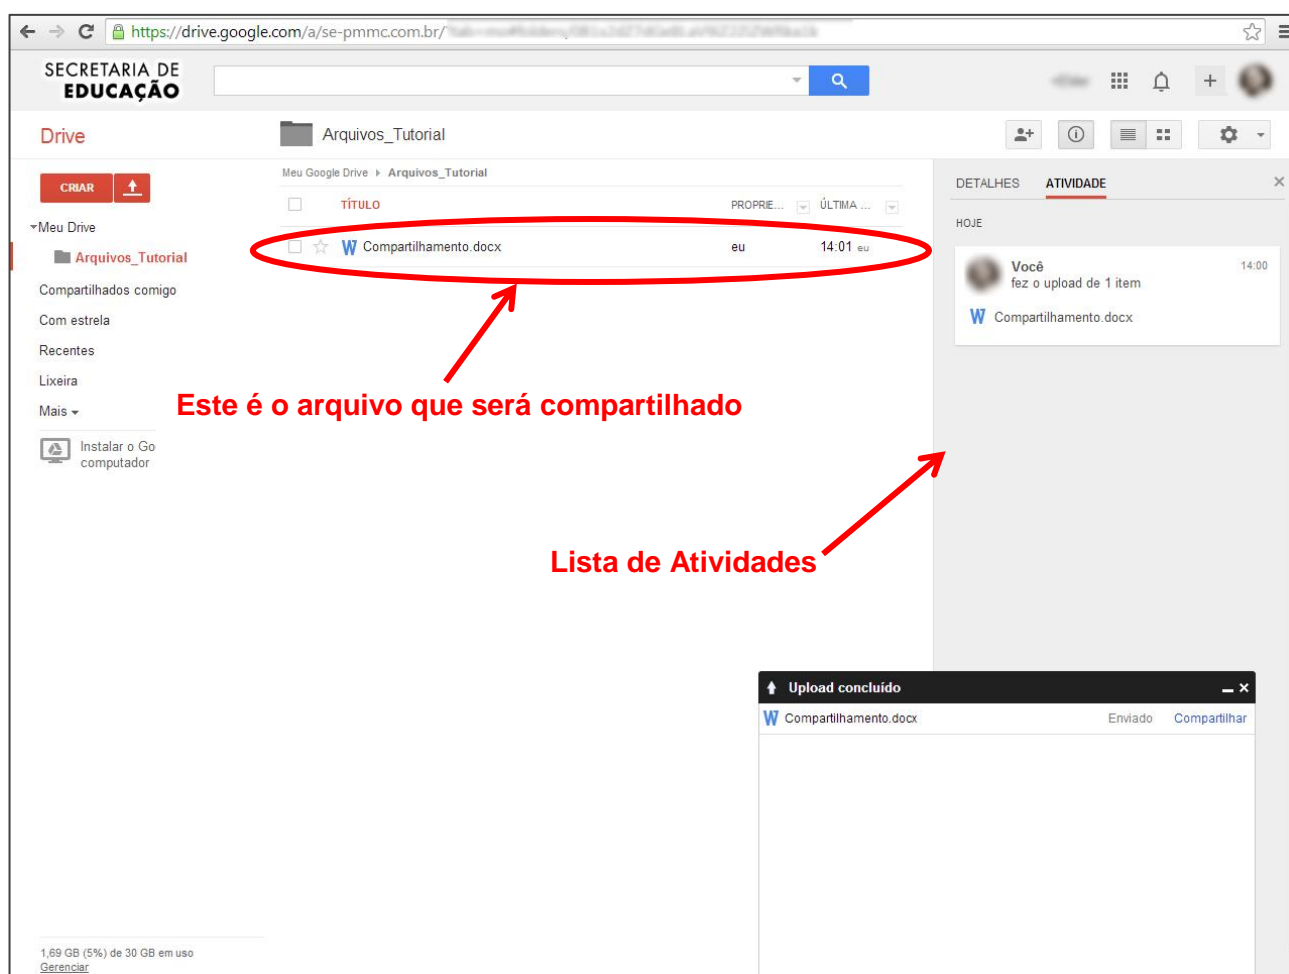 https://drive.google.com/a/se-pmmc.com.br/
SECRETARIA DE
EDUCAÇÃO
Drive
Arquivos_Tutorial
CRIAR
Meu Google Drive Arquivos_Tutorial
TÍTULO PROPRIE... ÚLTIMA ...
DETALHES ATIVIDADE
Meu Drive
HOJE
Compartilhamento.docx eu 14:01 eu
Arquivos_Tutorial
Você 14:00
fez o upload de 1 item
Compartilhados comigo
Compartilhamento.docx
Com estrela
Recentes
Lixeira
Mais
Este é o arquivo que será compartilhado
Instalar o Go
computador
Lista de Atividades
Upload concluído
Compartilhamento.docx Enviado Compartilhar
1,69 GB (5%) de 30 GB em uso
Gerenciar